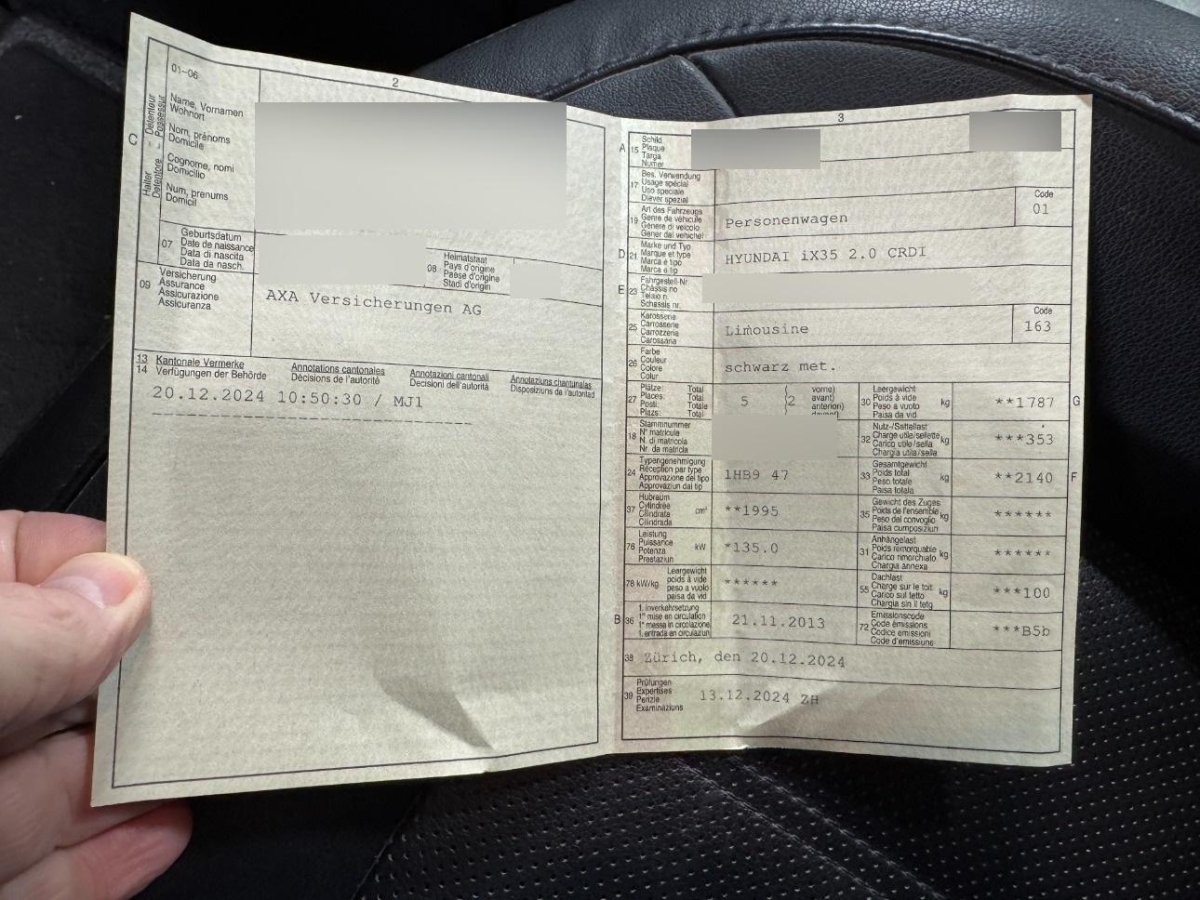 2
01-06
C
Halter Détenteur
Detentore Possessur
Name, Vornamen
Wohnort
Nom, prénoms
Domicile
Cognome, nomi
Domicilio
Num, prenums
Domicil
07
Geburtsdatum
Date de naissance
Data di nascita
Data da nasch.
08
Heimatstaat
Pays d'origine
Paese d'origine
Stadi d'origin
09
Versicherung
Assurance
Assicurazione
Assicuranza
AXA Versicherungen AG
13
14
Kantonale Vermerke
Verfügungen der Behörde
Annotations cantonales
Décisions de l'autorité
Annotazioni cantonali
Decisioni dell'autorità
Annotaziuns chantunalas
Disposiziuns da l'autoritad
20.12.2024 10:50:30 / MJ1
3
A 15
Schild
Plaque
Targa
Numer
17
Bes. Verwendung
Usage spécial
Uso speciale
Diever spezial
19
Art des Fahrzeugs
Genre de véhicule
Genere di veicolo
Gener dal vehichel
Personenwagen
Code
01
D 21
Marke und Typ
Marque et type
Marca e tipo
Marca e tip
HYUNDAI iX35 2.0 CRDI
E 23
Fahrgestell-Nr
Châssis no
Telaio n.
Schassis nr.
25
Karosserie
Carrosserie
Carrozzeria
Carossaria
Limousine
Code
163
26
Farbe
Couleur
Colore
Colur
schwarz met.
27
Plätze: Total
Places: Total
Posti: Totale
Plazs: Total
5 (2 vorne)
avant)
anteriori)
30
Leergewicht
Poids à vide
Peso a vuoto
Paisa da vid
kg
**1787
G
18
Stammnummer
N° matricule
N. di matricola
Nr. da matricla
32
Nutz-/Sattellast
Charge utile/sellette
Carico utile/sella
Chargia utila/sella
kg
***353
24
Typengenehmigung
Réception par type
Approvazione del tipo
Approvaziun dal tip
1HB9 47
33
Gesamtgewicht
Poids total
Peso totale
Paisa totala
kg
**2140
F
37
Hubraum
Cylindrée
Cilindrata
Cilindrada
cm³
**1995
35
Gewicht des Zuges
Poids de l'ensemble
Peso del convoglio
Paisa cumposiziun
kg
******
76
Leistung
Puissance
Potenza
Prestaziun
kW
*135.0
31
Anhängelast
Poids remorquable
Carico rimorchiato
Chargia annexa
kg
******
78 kW/kg
Leergewicht
poids à vide
peso a vuoto
paisa da vid
******
55
Dachlast
Charge sur le toit
Carico sul tetto
Chargia sin il tetg
kg
***100
B 36
1. Inverkehrsetzung
1re mise en circulation
1a messa in circolazione
1. entrada en circulaziun
21.11.2013
72
Emissionscode
Code émissions
Codice emissioni
Code d'emissiuns
***B5b
38
Zürich, den 20.12.2024
39
Prüfungen
Expertises
Perizie
Examinaziuns
13.12.2024 ZH